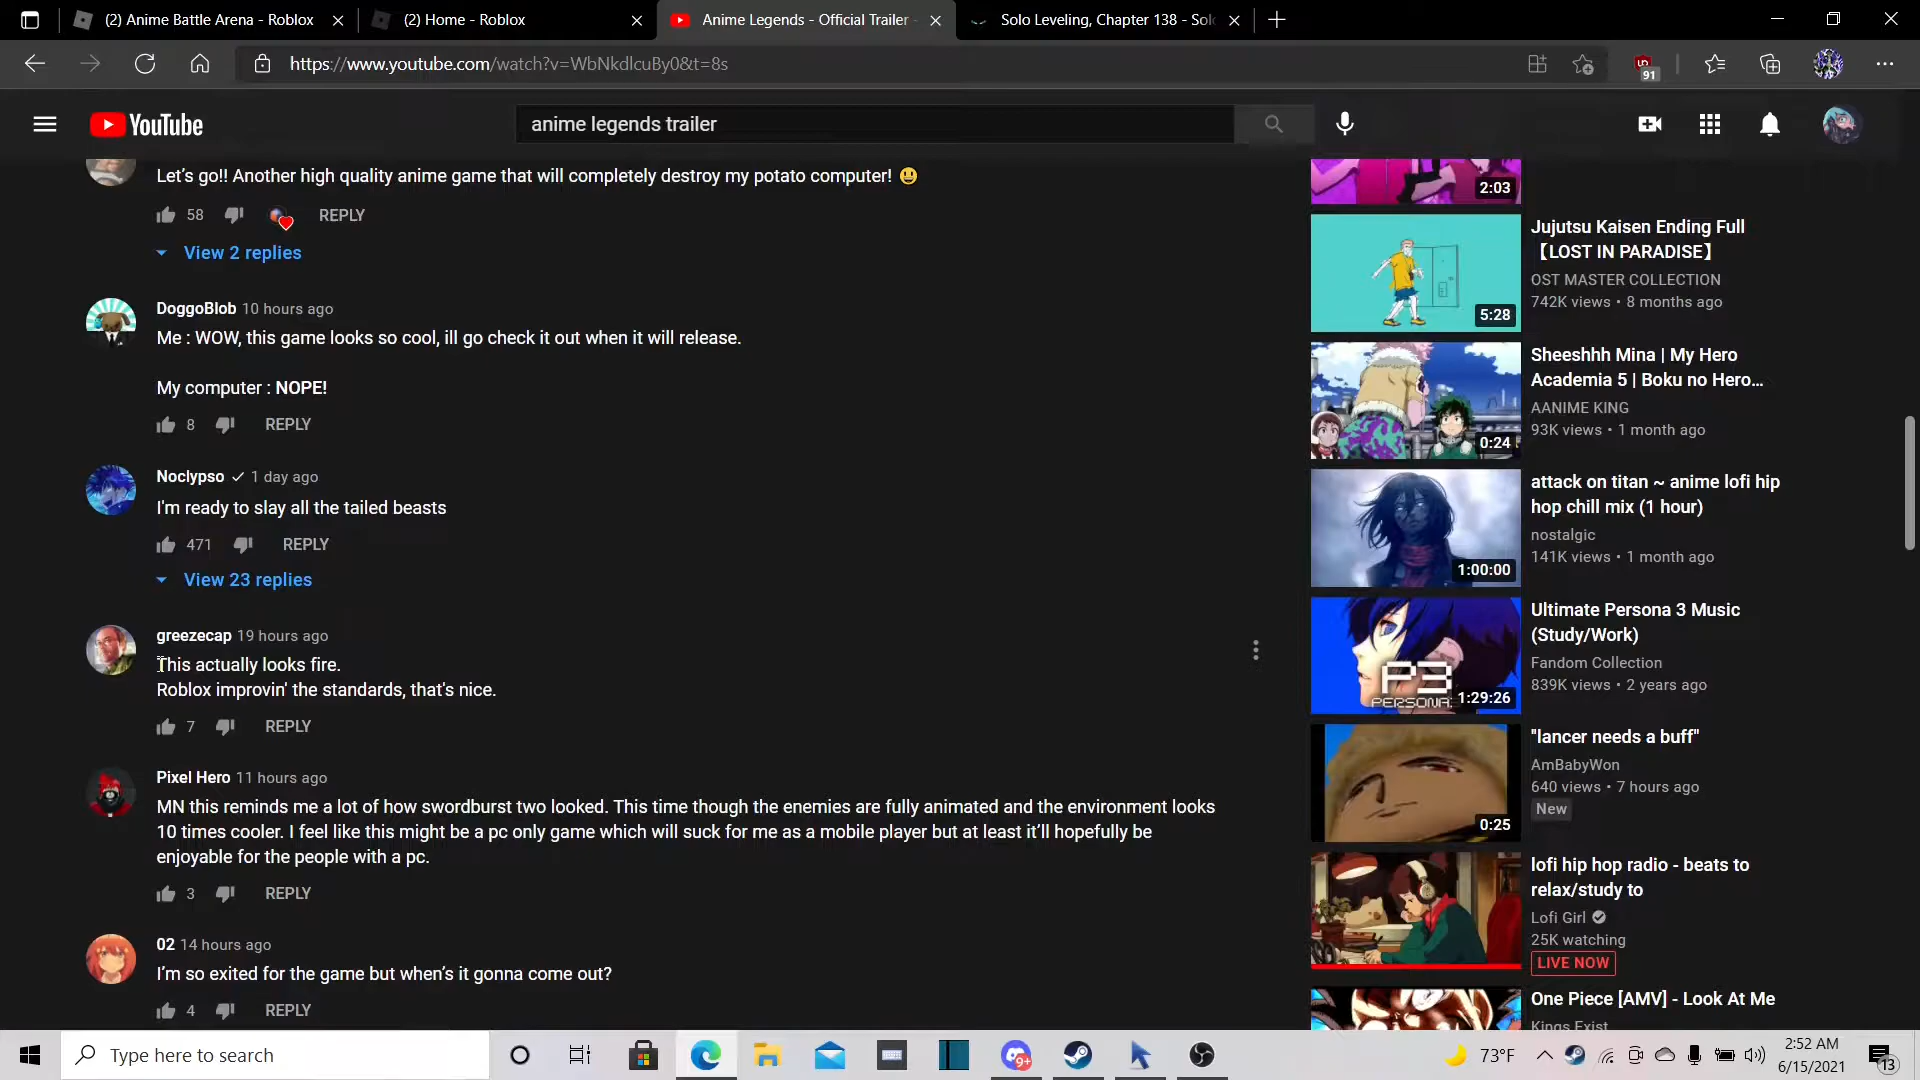 (2) Anime Battle Arena - Roblox
(2) Home - Roblox
Anime Legends - Official Trailer -
Solo Leveling, Chapter 138 - Solo
https://www.youtube.com/watch?v=WbNkdlcuBy0&t=8s
91
YouTube
anime legends trailer
Let's go!! Another high quality anime game that will completely destroy my potato computer! 😃
58 REPLY
View 2 replies
DoggoBlob 10 hours ago
Me : WOW, this game looks so cool, ill go check it out when it will release.
My computer : NOPE!
8 REPLY
Noclypso 1 day ago
I'm ready to slay all the tailed beasts
471 REPLY
View 23 replies
greezecap 19 hours ago
This actually looks fire.
Roblox improvin' the standards, that's nice.
7 REPLY
Pixel Hero 11 hours ago
MN this reminds me a lot of how swordburst two looked. This time though the enemies are fully animated and the environment looks
10 times cooler. I feel like this might be a pc only game which will suck for me as a mobile player but at least it'll hopefully be
enjoyable for the people with a pc.
3 REPLY
02 14 hours ago
I'm so exited for the game but when's it gonna come out?
4 REPLY
2:03
5:28
Jujutsu Kaisen Ending Full
【LOST IN PARADISE】
OST MASTER COLLECTION
742K views • 8 months ago
0:24
Sheeshhh Mina | My Hero
Academia 5 | Boku no Hero...
AANIME KING
93K views • 1 month ago
1:00:00
attack on titan ~ anime lofi hip
hop chill mix (1 hour)
nostalgic
141K views • 1 month ago
P3
PERSONA
1:29:26
Ultimate Persona 3 Music
(Study/Work)
Fandom Collection
839K views • 2 years ago
0:25
"lancer needs a buff"
AmBabyWon
640 views • 7 hours ago
New
lofi hip hop radio - beats to
relax/study to
Lofi Girl
25K watching
LIVE NOW
One Piece [AMV] - Look At Me
Kings Exist
Type here to search
9+
73°F
2:52 AM
6/15/2021
13